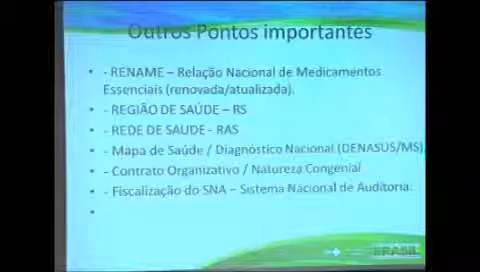 Outros Pontos importantes
• - RENAME – Relação Nacional de Medicamentos
Essenciais (renovada/atualizada).
• - REGIÃO DE SAÚDE – RS
• - REDE DE SAUDE - RAS
• - Mapa de Saúde / Diagnóstico Nacional (DENASUS/MS)
• - Contrato Organizativo / Natureza Congenial
• - Fiscalização do SNA – Sistema Nacional de Auditoria.
•
BRASIL